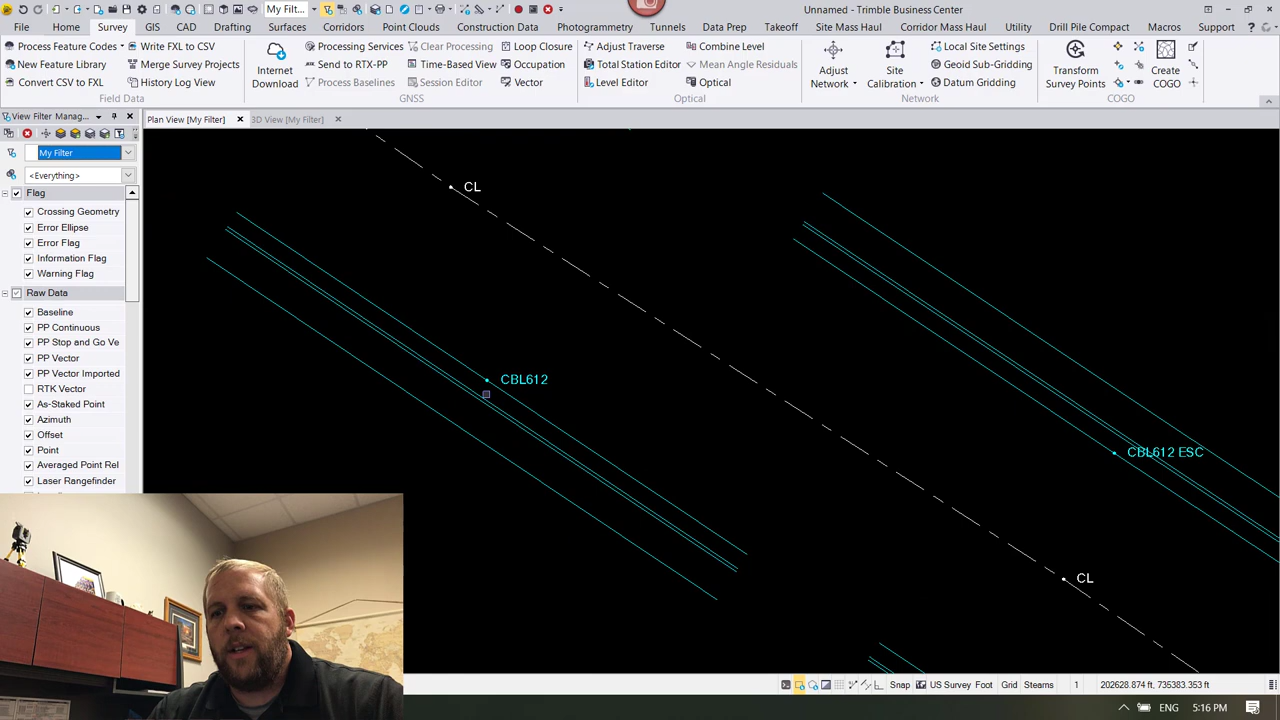 My Filt...
Unnamed - Trimble Business Center
File Home Survey GIS CAD Drafting Surfaces Corridors Point Clouds Construction Data Photogrammetry Tunnels Data Prep Takeoff Site Mass Haul Corridor Mass Haul Utility Drill Pile Compact Macros Support
Process Feature Codes Write FXL to CSV Processing Services Clear Processing Loop Closure Adjust Traverse Combine Level Local Site Settings
New Feature Library Merge Survey Projects Send to RTX-PP Time-Based View Occupation Total Station Editor Mean Angle Residuals Geoid Sub-Gridding
Convert CSV to FXL History Log View Process Baselines Session Editor Vector Level Editor Optical Datum Gridding
Internet Download
Adjust Network
Site Calibration
Transform Survey Points
Create COGO
Field Data GNSS Optical Network COGO
View Filter Manag...
Plan View [My Filter] 3D View [My Filter]
My Filter
<Everything>
Flag
Crossing Geometry
Error Ellipse
Error Flag
Information Flag
Warning Flag
Raw Data
Baseline
PP Continuous
PP Stop and Go Ve
PP Vector
PP Vector Imported
RTK Vector
As-Staked Point
Azimuth
Offset
Point
Averaged Point Rel
Laser Rangefinder
CL
CBL612
CBL612 ESC
CL
Snap US Survey Foot Grid Stearns 1 202628.874 ft, 735383.353 ft
ENG 5:16 PM